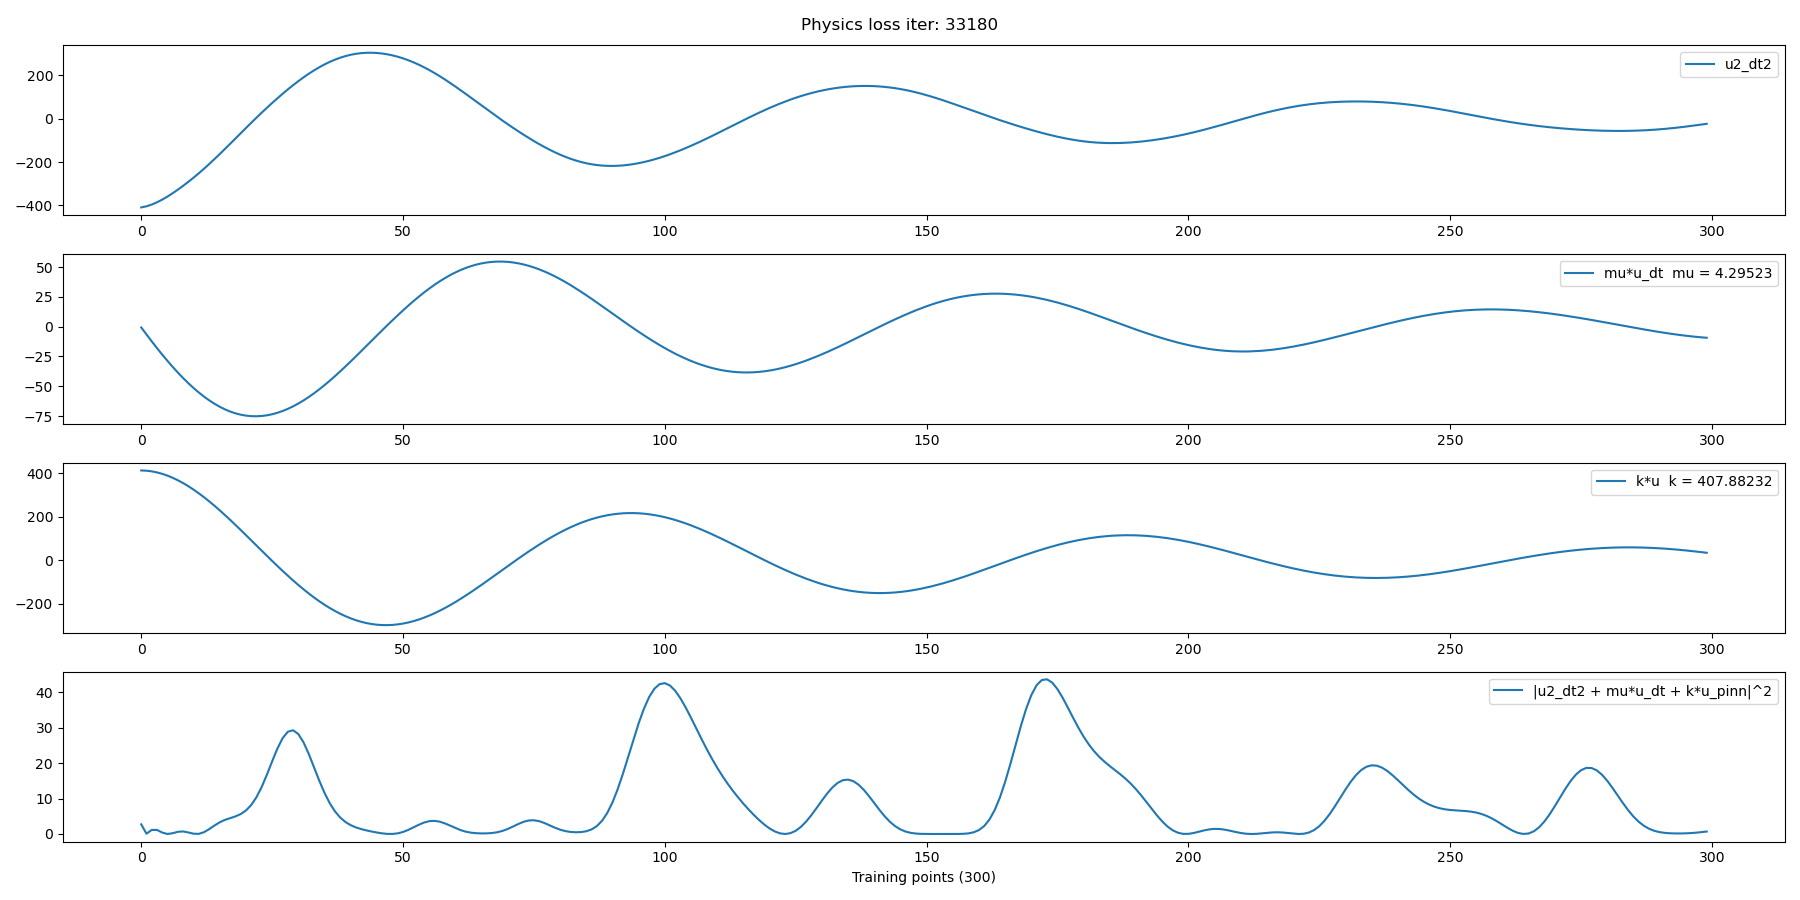 Physics loss iter: 33180
u2_dt2
200
0
−200
−400
0 50 100 150 200 250 300
mu*u_dt mu = 4.29523
50
25
0
−25
−50
−75
0 50 100 150 200 250 300
k*u k = 407.88232
400
200
0
−200
0 50 100 150 200 250 300
|u2_dt2 + mu*u_dt + k*u_pinn|^2
40
30
20
10
0
0 50 100 150 200 250 300
Training points (300)